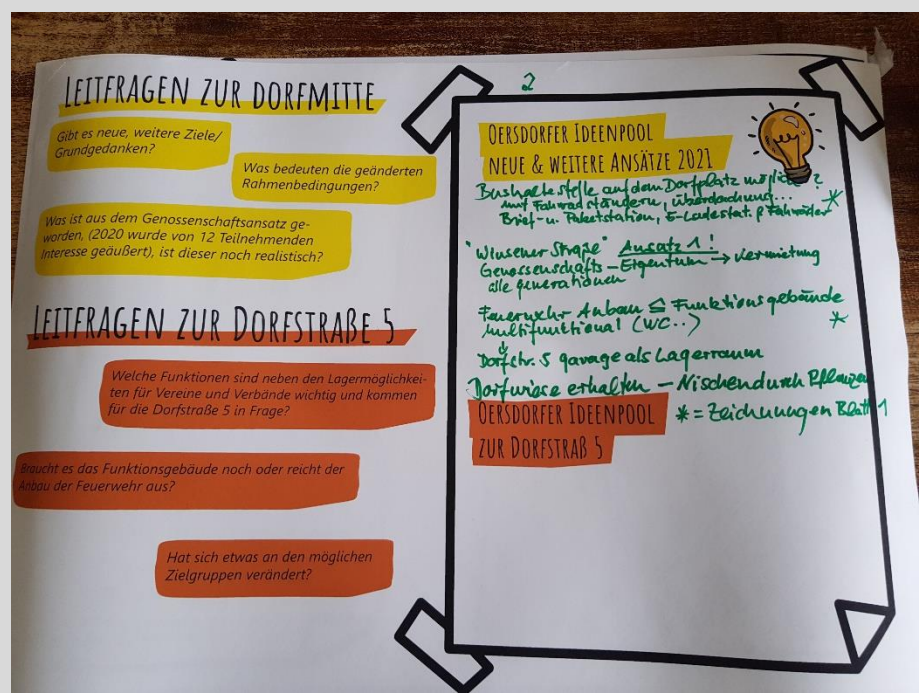 LEITFRAGEN ZUR DORFMITTE
Gibt es neue, weitere Ziele/
Grundgedanken?
Was bedeuten die geänderten
Rahmenbedingungen?
Was ist aus dem Genossenschaftsansatz ge-
worden, (2020 wurde von 12 Teilnehmenden
Interesse geäußert), ist dieser noch realistisch?
LEITFRAGEN ZUR DORFSTRAßE 5
Welche Funktionen sind neben den Lagermöglichkei-
ten für Vereine und Verbände wichtig und kommen
für die Dorfstraße 5 in Frage?
Braucht es das Funktionsgebäude noch oder reicht der
Anbau der Feuerwehr aus?
Hat sich etwas an den möglichen
Zielgruppen verändert?
2
OERSDORFER IDEENPOOL
NEUE & WEITERE ANSÄTZE 2021
Bushaltestelle auf dem Dorfplatz möglich ?
mit Fahrradständern, Überdachung... *
Brief- u. Paketstation, E-Ladestat. f Fahrräder
"Winsener Straße" Ansatz 1!
Genossenschafts-Eigentum → Vermietung
alle generationen
Feuerwehr Anbau ≙ Funktionsgebäude
multifunktional (WC..) *
Dorfstr. 5 garage als Lagerraum
Dorfwiese erhalten - Nischen durch Pflanzen
OERSDORFER IDEENPOOL
ZUR DORFSTRAß 5
* = Zeichnungen Blatt 1